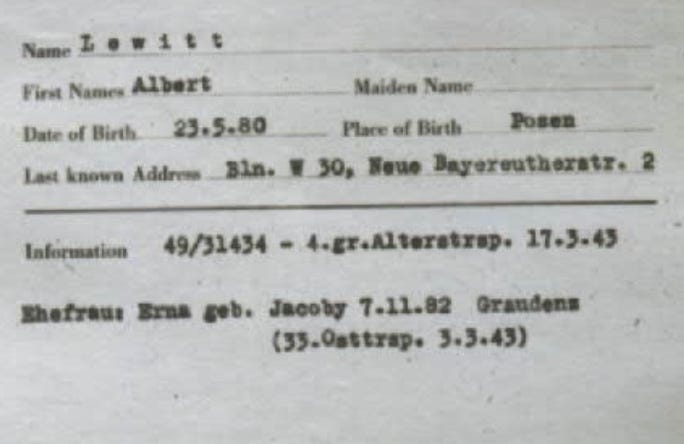 Name L e w i t t
First Names Albert Maiden Name
Date of Birth 23.5.80 Place of Birth Posen
Last known Address Bln. W 30, Neue Bayereutherstr. 2
Information 49/31434 - 4.gr.Alterstrsp. 17.3.43
Ehefrau: Erna geb. Jacoby 7.11.82 Graudenz
(33.Osttrsp. 3.3.43)